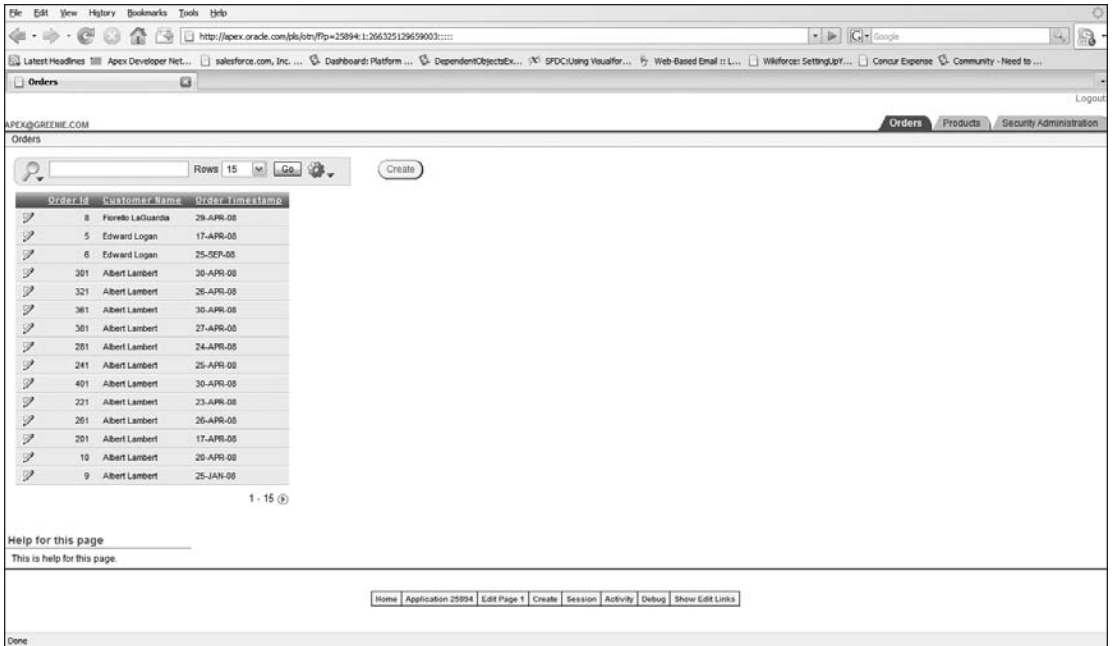 File Edit View History Bookmarks Tools Help
http://apex.oracle.com/pls/otn/f?p=25894:1:266325129659003::::: Google
Latest Headlines Apex Developer Net... salesforce.com, Inc. ... Dashboard: Platform ... DependentObjectsEx... SFDC:Using Visualfor... Web-Based Email :: L... Wikiforce: SettingUpY... Concur Expense Community - Need to ...
Orders
Logout
APEX@GREENIE.COM Orders Products Security Administration
Orders
Rows 15 Go Create
Order Id Customer Name Order Timestamp
8 Fiorello LaGuardia 29-APR-08
5 Edward Logan 17-APR-08
6 Edward Logan 25-SEP-08
301 Albert Lambert 30-APR-08
321 Albert Lambert 26-APR-08
361 Albert Lambert 30-APR-08
381 Albert Lambert 27-APR-08
281 Albert Lambert 24-APR-08
241 Albert Lambert 25-APR-08
401 Albert Lambert 30-APR-08
221 Albert Lambert 23-APR-08
261 Albert Lambert 26-APR-08
201 Albert Lambert 17-APR-08
10 Albert Lambert 20-APR-08
9 Albert Lambert 25-JAN-08
1 - 15
Help for this page
This is help for this page.
Home Application 25894 Edit Page 1 Create Session Activity Debug Show Edit Links
Done